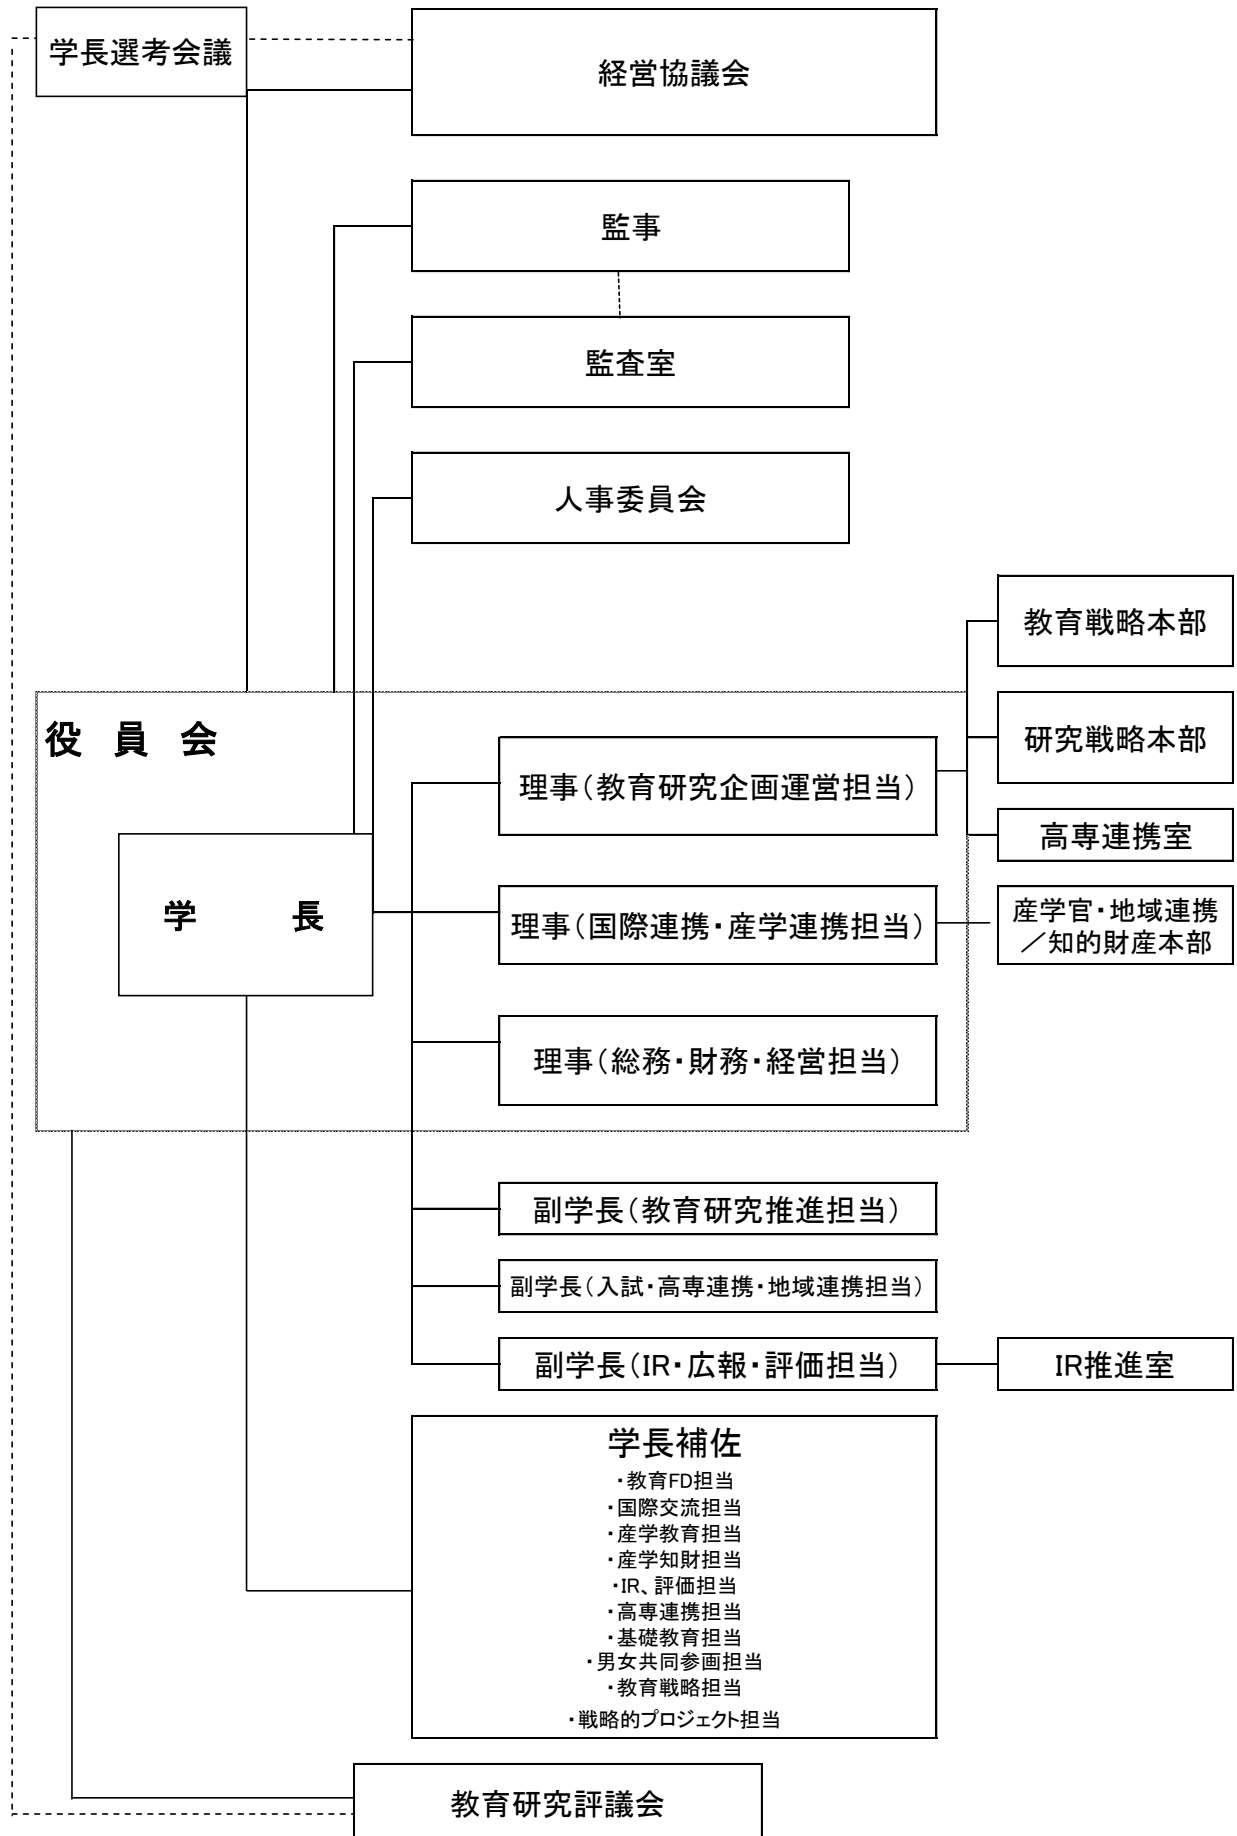 学長選考会議
経営協議会
監事
監査室
人事委員会
教育戦略本部
研究戦略本部
役 員 会
理事(教育研究企画運営担当)
高専連携室
学 長
理事(国際連携・産学連携担当)
産学官・地域連携
／知的財産本部
理事(総務・財務・経営担当)
副学長(教育研究推進担当)
副学長(入試・高専連携・地域連携担当)
副学長(IR・広報・評価担当)
IR推進室
学長補佐
・教育FD担当
・国際交流担当
・産学教育担当
・産学知財担当
・IR、評価担当
・高専連携担当
・基礎教育担当
・男女共同参画担当
・教育戦略担当
・戦略的プロジェクト担当
教育研究評議会